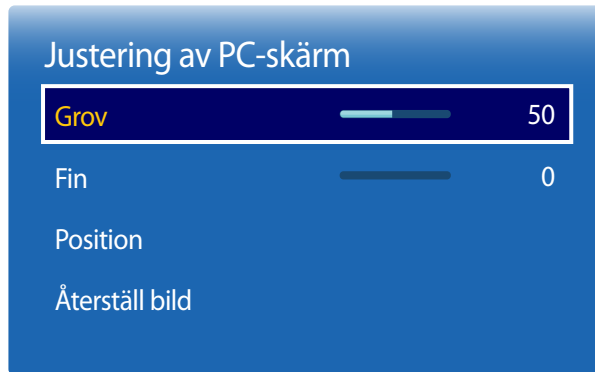 Justering av PC-skärm
Grov 50
Fin 0
Position
Återställ bild